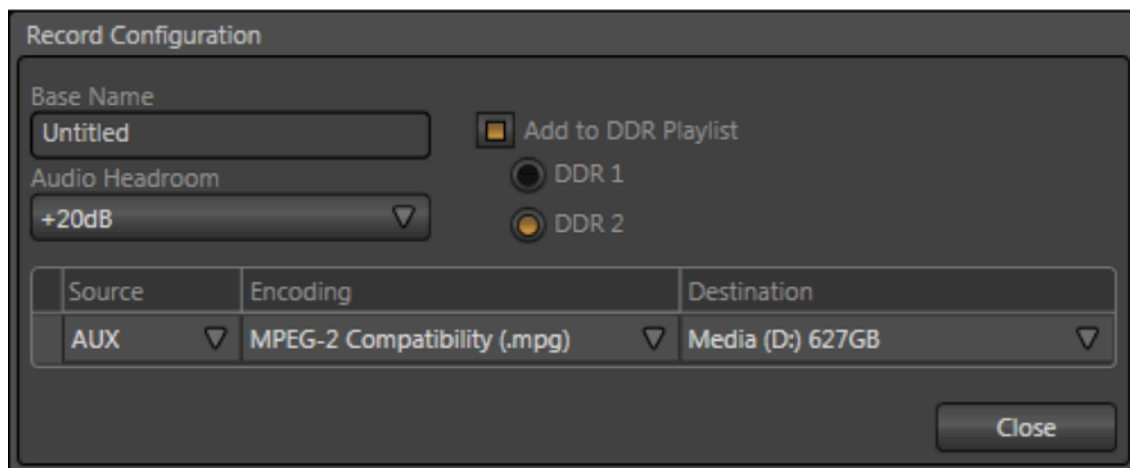 Record Configuration
Base Name
Untitled
Add to DDR Playlist
Audio Headroom
DDR 1
+20dB
DDR 2
Source Encoding Destination
AUX MPEG-2 Compatibility (.mpg) Media (D:) 627GB
Close